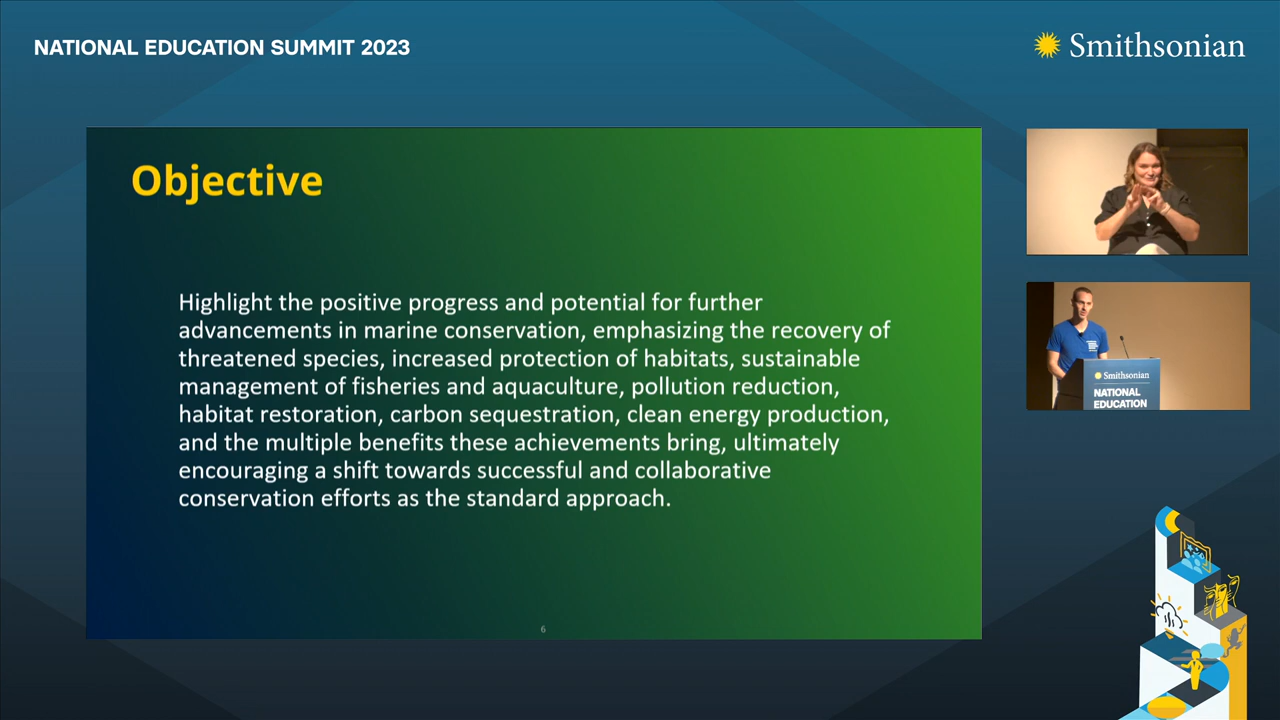 NATIONAL EDUCATION SUMMIT 2023
Smithsonian
Objective
Highlight the positive progress and potential for further
advancements in marine conservation, emphasizing the recovery of
threatened species, increased protection of habitats, sustainable
management of fisheries and aquaculture, pollution reduction,
habitat restoration, carbon sequestration, clean energy production,
and the multiple benefits these achievements bring, ultimately
encouraging a shift towards successful and collaborative
conservation efforts as the standard approach.
6
Smithsonian
NATIONAL
EDUCATION